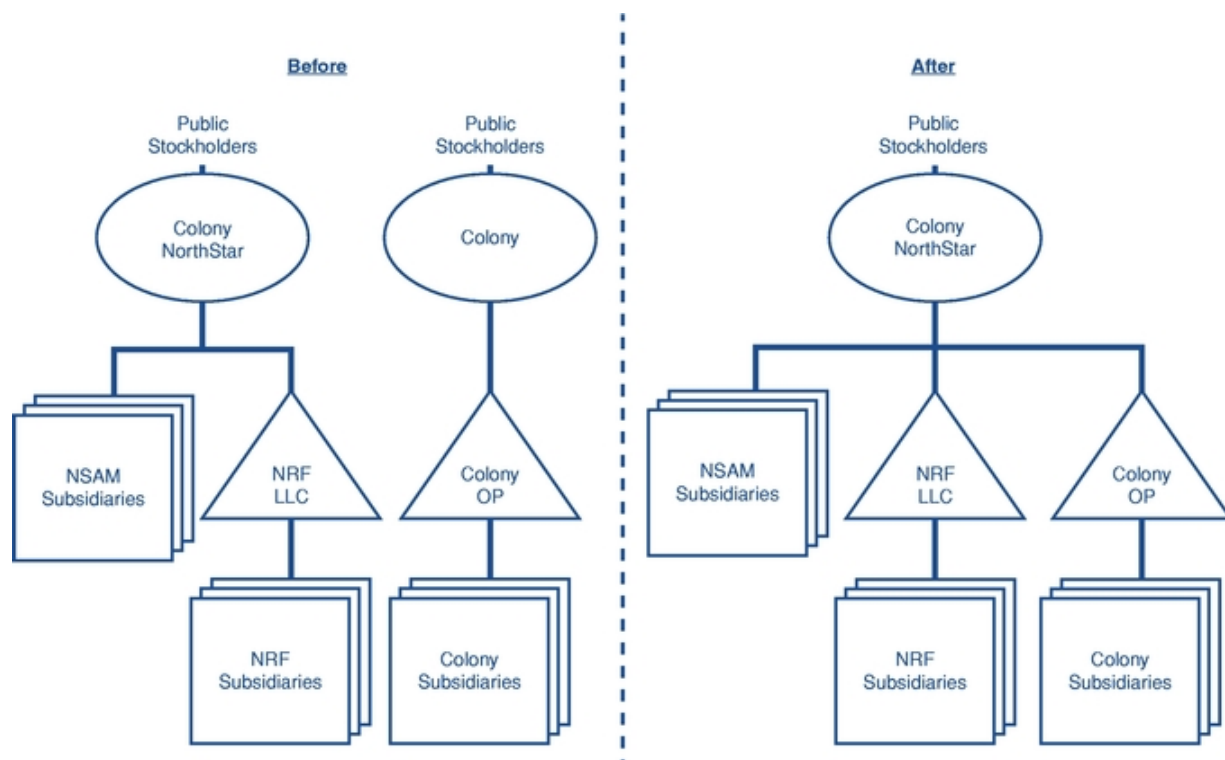 Before
Public
Stockholders
Colony
NorthStar
NSAM
Subsidiaries
NRF
LLC
NRF
Subsidiaries
Public
Stockholders
Colony
Colony
OP
Colony
Subsidiaries
After
Public
Stockholders
Colony
NorthStar
NSAM
Subsidiaries
NRF
LLC
NRF
Subsidiaries
Colony
OP
Colony
Subsidiaries